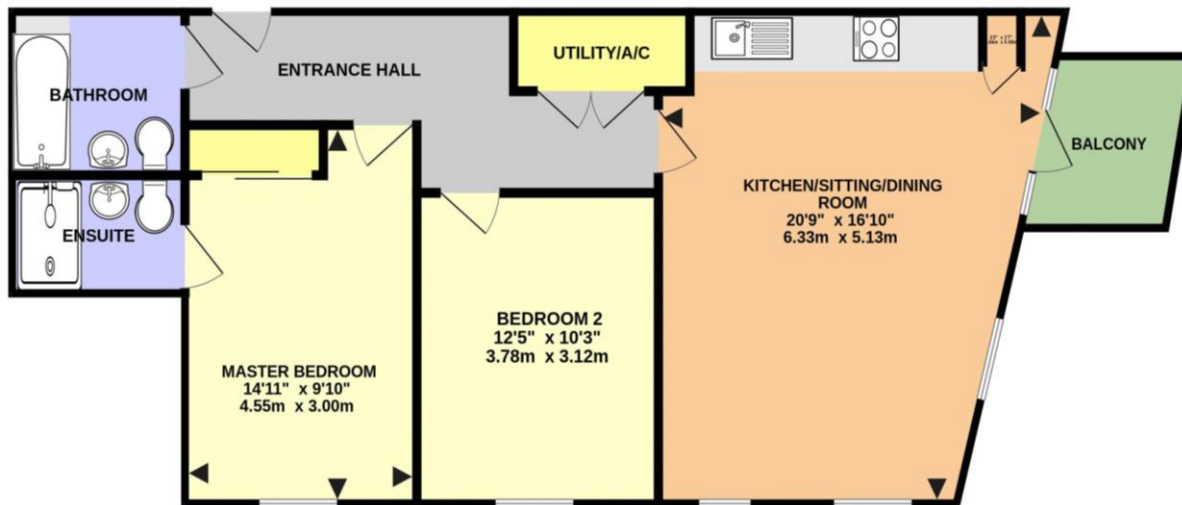 ENTRANCE HALL
UTILITY/A/C
BATHROOM
BALCONY
KITCHEN/SITTING/DINING
ROOM
20'9" x 16'10"
6.33m x 5.13m
ENSUITE
BEDROOM 2
12'5" x 10'3"
3.78m x 3.12m
MASTER BEDROOM
14'11" x 9'10"
4.55m x 3.00m